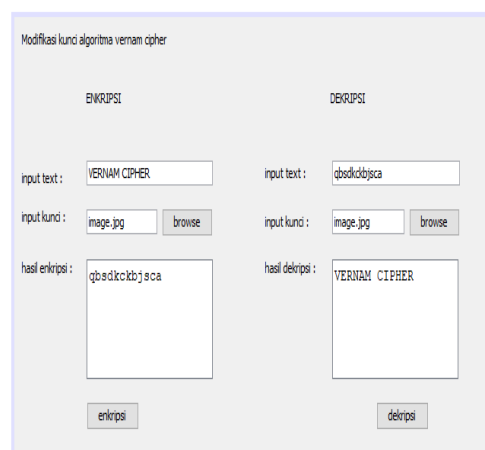 Modifikasi kunci algoritma vernam cipher
ENKRIPSI
DEKRIPSI
input text :
VERNAM CIPHER
input text :
qbsdkckbjsca
input kunci :
image.jpg
browse
input kunci :
image.jpg
browse
hasil enkripsi :
qbsdkckbjsca
hasil dekripsi :
VERNAM CIPHER
enkripsi
dekripsi